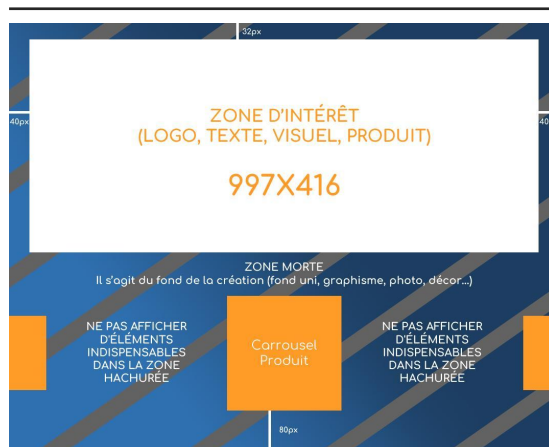 32px
40px
40
ZONE D'INTÉRÊT
(LOGO, TEXTE, VISUEL, PRODUIT)
997X416
ZONE MORTE
Il s'agit du fond de la création (fond uni, graphisme, photo, décor...)
NE PAS AFFICHER
D'ÉLÉMENTS
INDISPENSABLES
DANS LA ZONE
HACHURÉE
Carrousel
Produit
NE PAS AFFICHER
D'ÉLÉMENTS
INDISPENSABLES
DANS LA ZONE
HACHURÉE
80px